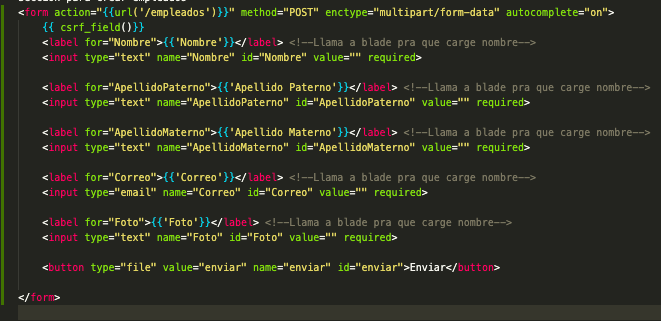 <form action="{{url('/empleados')}}" method="POST" enctype="multipart/form-data" autocomplete="on">
{{ csrf_field()}}
<label for="Nombre">{{'Nombre'}}</label> <!--Llama a blade pra que carge nombre-->
<input type="text" name="Nombre" id="Nombre" value="" required>
<label for="ApellidoPaterno">{{'Apellido Paterno'}}</label> <!--Llama a blade pra que carge nombre-->
<input type="text" name="ApellidoPaterno" id="ApellidoPaterno" value="" required>
<label for="ApellidoMaterno">{{'Apellido Materno'}}</label> <!--Llama a blade pra que carge nombre-->
<input type="text" name="ApellidoMaterno" id="ApellidoMaterno" value="" required>
<label for="Correo">{{'Correo'}}</label> <!--Llama a blade pra que carge nombre-->
<input type="email" name="Correo" id="Correo" value="" required>
<label for="Foto">{{'Foto'}}</label> <!--Llama a blade pra que carge nombre-->
<input type="text" name="Foto" id="Foto" value="" required>
<button type="file" value="enviar" name="enviar" id="enviar">Enviar</button>
</form>